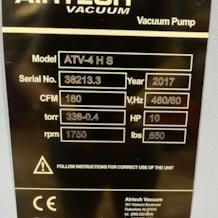 AIRTECH
VACUUM
Vacuum Pump
Model ATV-4 H S
Serial No. 38213.3 Year 2017
CFM 160 V.Hz 460/60
torr 338-0.4 HP 10
rpm 1750 lbs 650
FOLLOW INSTRUCTIONS FOR CORRECT USE OF THE UNIT
CE
Airtech Vacuum